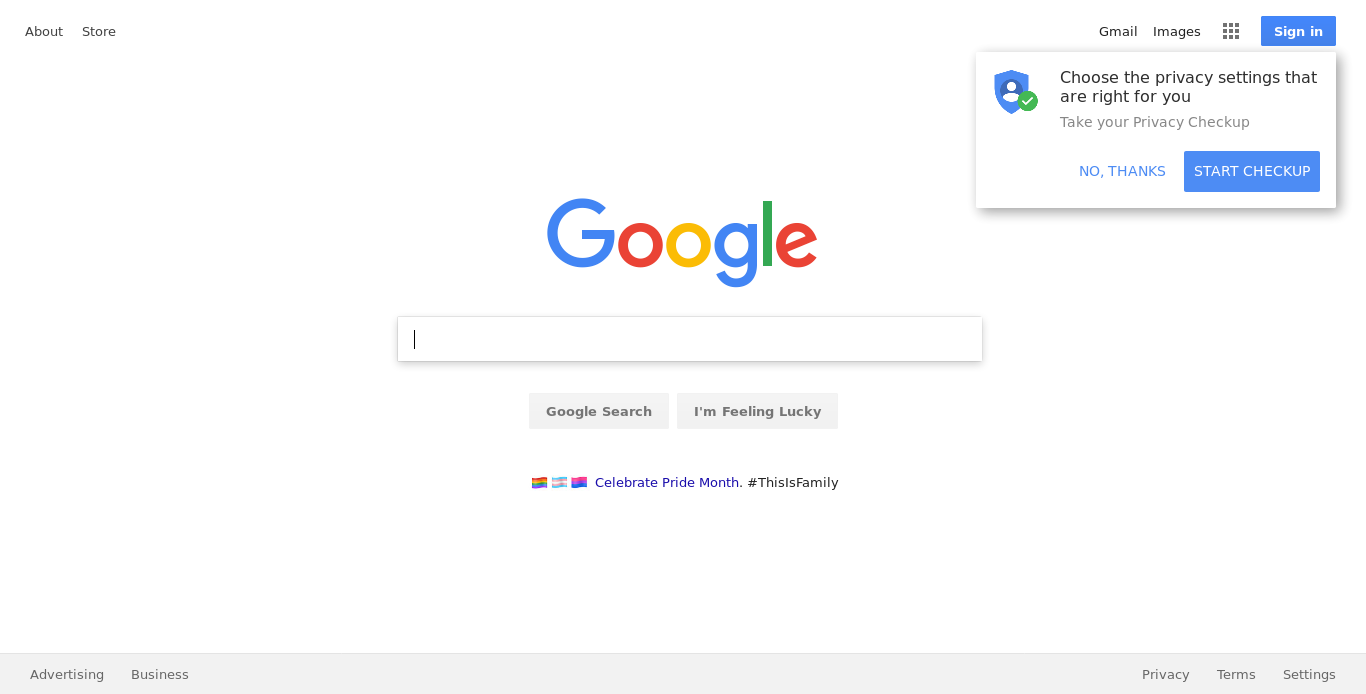 About Store Gmail Images Sign in
Choose the privacy settings that
are right for you
Take your Privacy Checkup
NO, THANKS START CHECKUP
Google
Google Search I'm Feeling Lucky
Celebrate Pride Month. #ThisIsFamily
Advertising Business Privacy Terms Settings